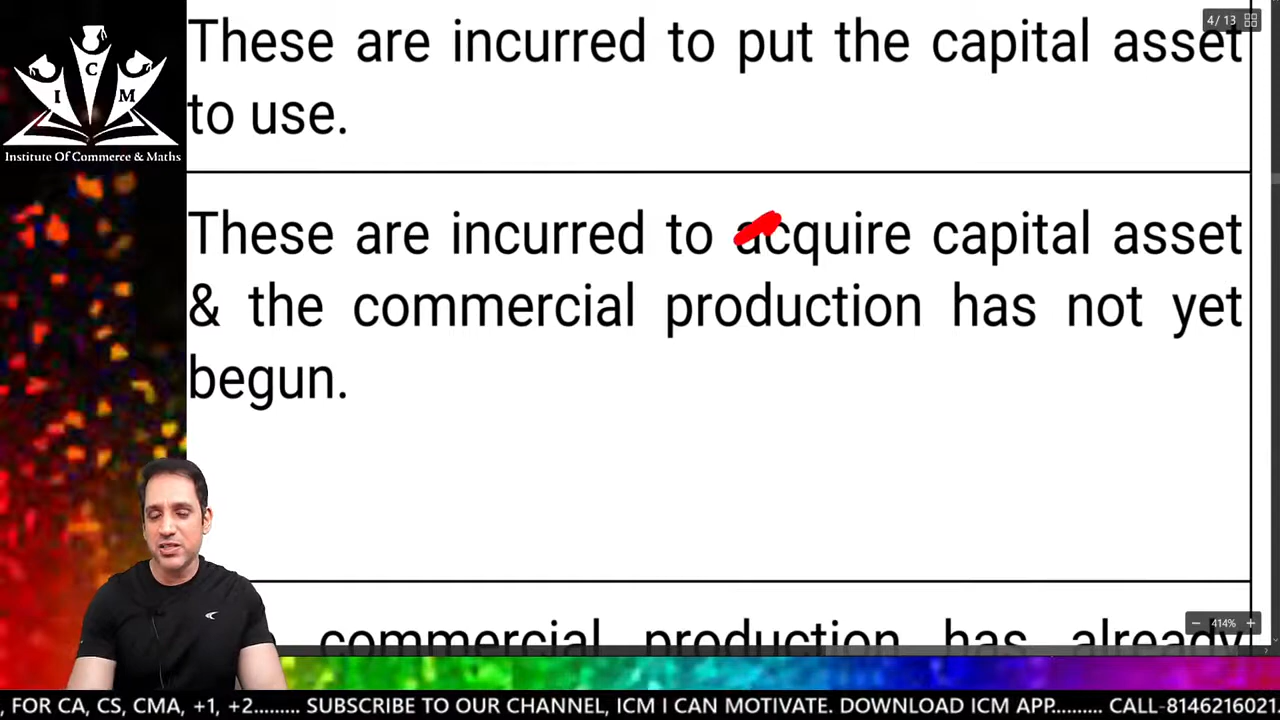 4 / 13
These are incurred to put the capital asset
to use.
I C M
Institute Of Commerce & Maths
These are incurred to acquire capital asset
& the commercial production has not yet
begun.
414%
commercial production has already
, FOR CA, CS, CMA, +1, +2......... SUBSCRIBE TO OUR CHANNEL, ICM I CAN MOTIVATE. DOWNLOAD ICM APP.......... CALL-8146216021.